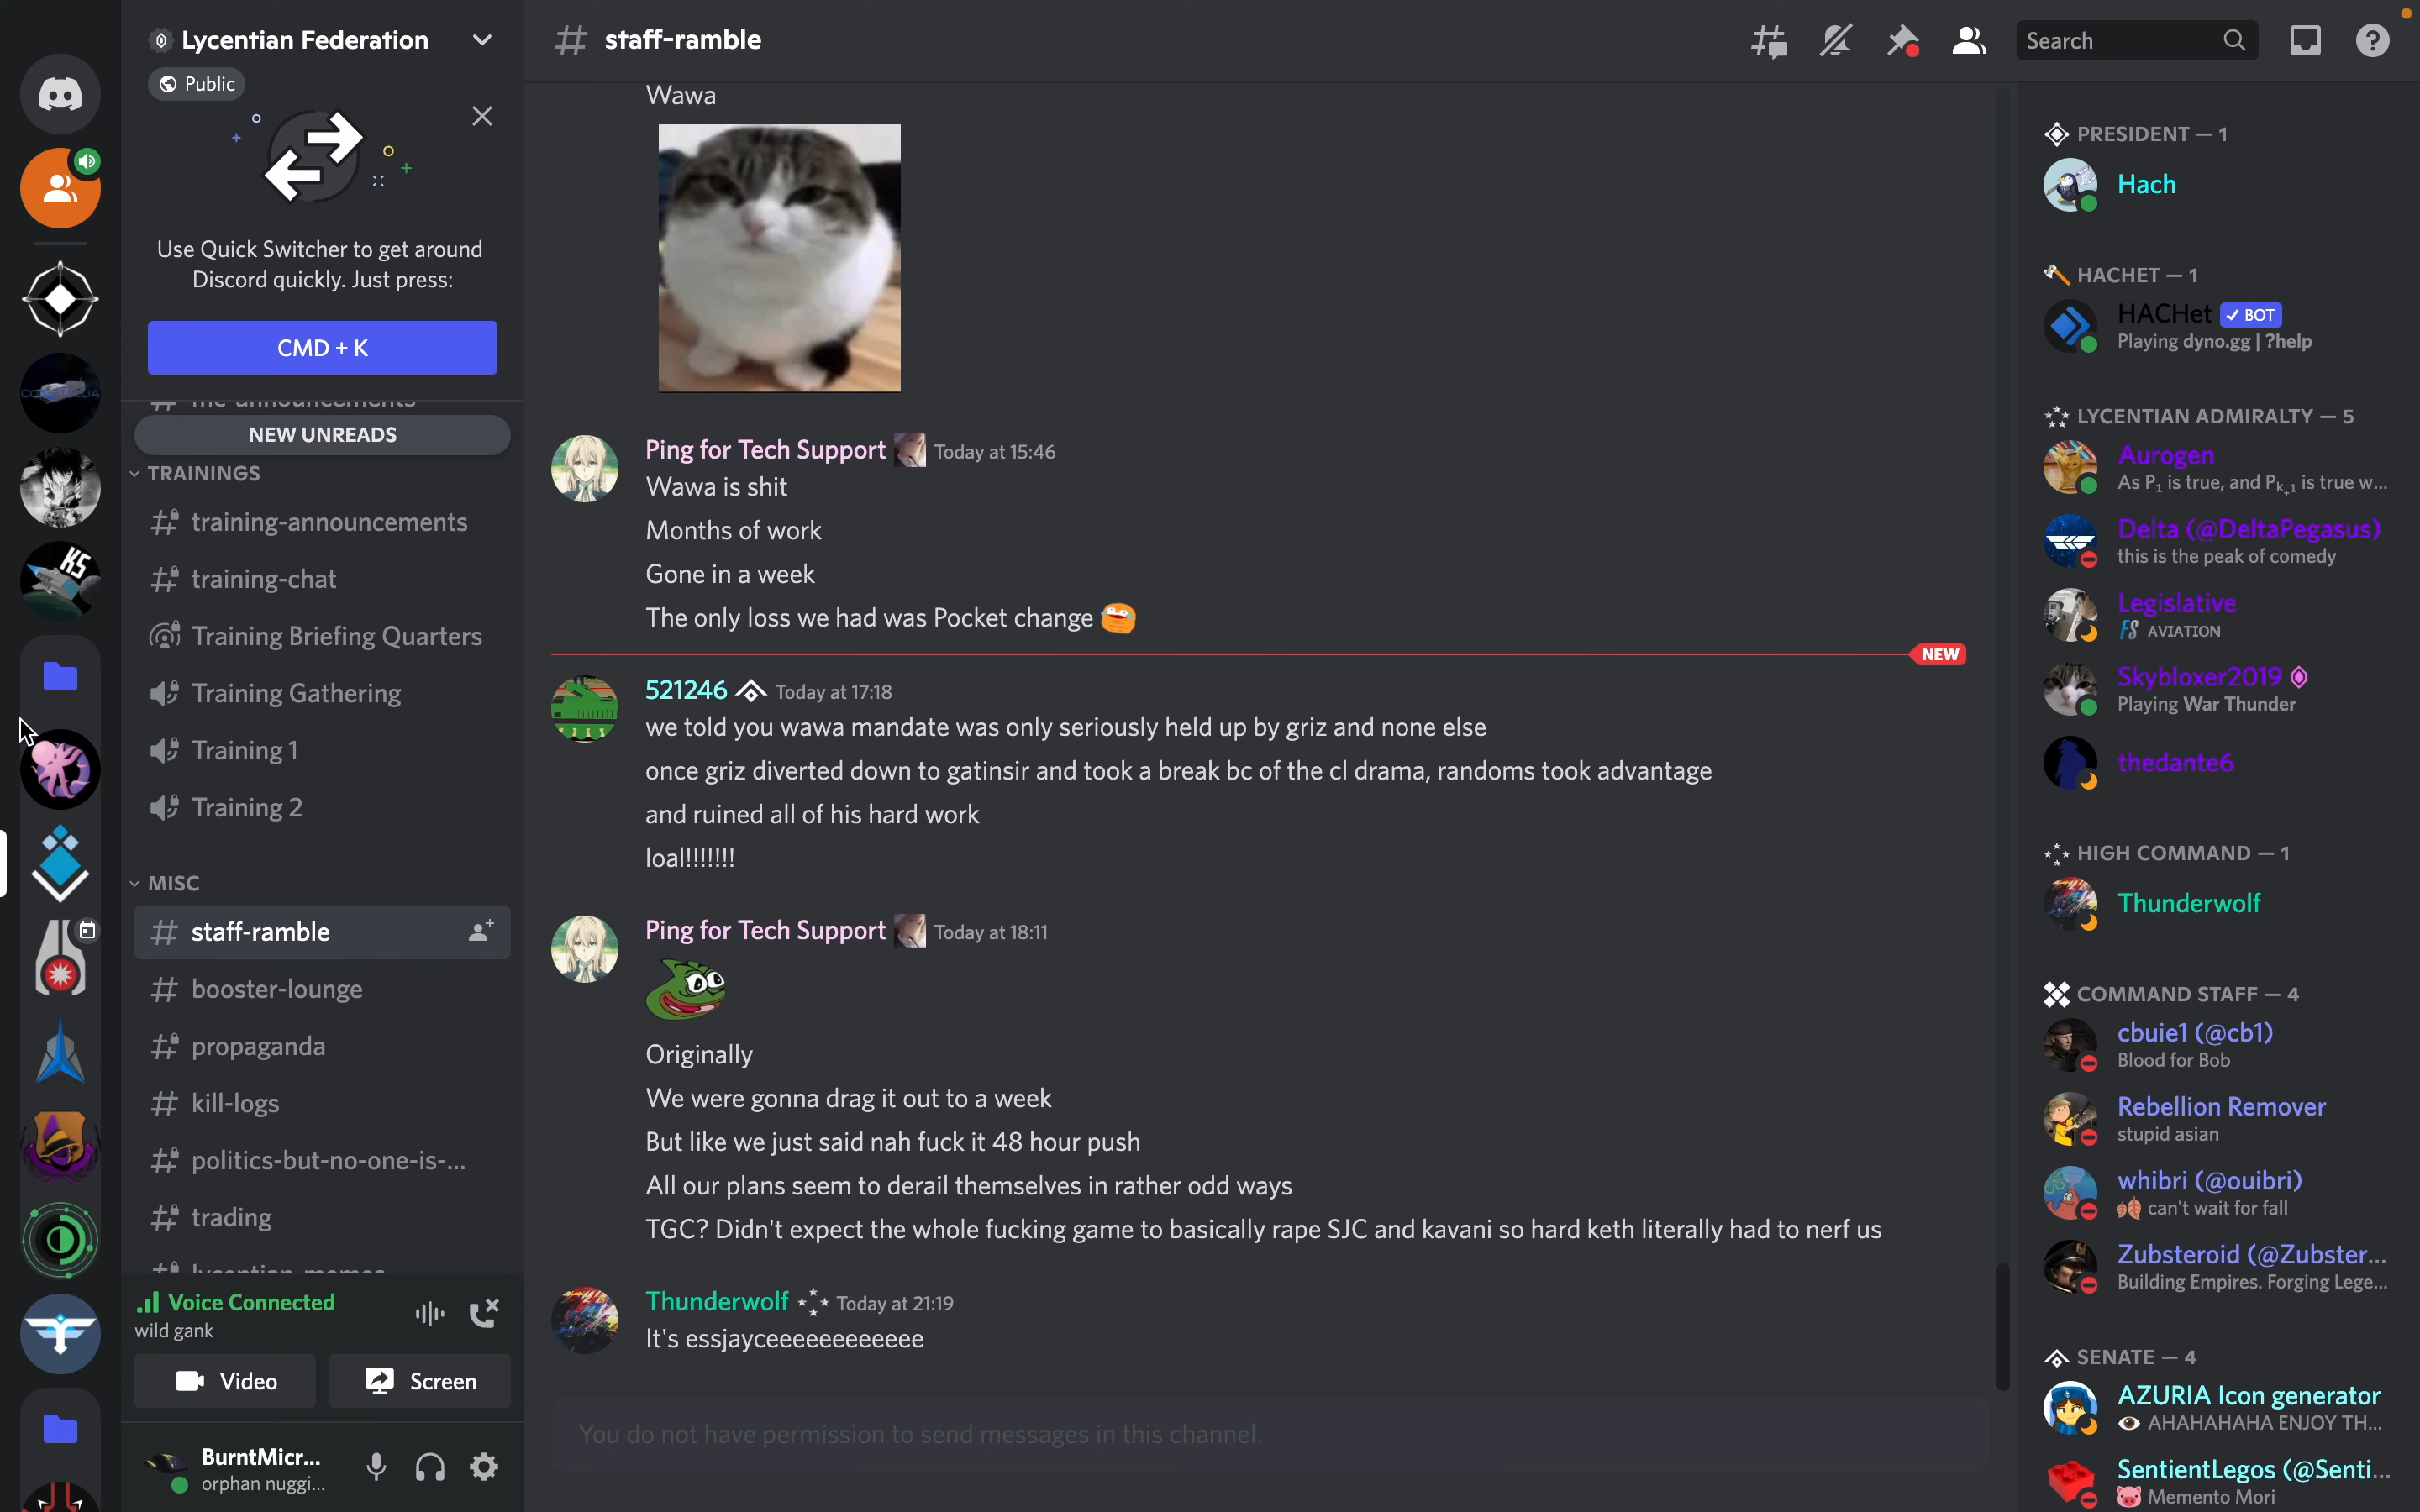 Lycentian Federation
Public
Use Quick Switcher to get around
Discord quickly. Just press:
CMD + K
NEW UNREADS
TRAININGS
training-announcements
training-chat
Training Briefing Quarters
Training Gathering
Training 1
Training 2
MISC
staff-ramble
booster-lounge
propaganda
kill-logs
politics-but-no-one-is-...
trading
lycentian-memes
Voice Connected
wild gank
Video
Screen
BurntMicr...
orphan nuggi...
KS
staff-ramble
Search
Wawa
Ping for Tech Support Today at 15:46
Wawa is shit
Months of work
Gone in a week
The only loss we had was Pocket change
NEW
521246 Today at 17:18
we told you wawa mandate was only seriously held up by griz and none else
once griz diverted down to gatinsir and took a break bc of the cl drama, randoms took advantage
and ruined all of his hard work
loal!!!!!!!
Ping for Tech Support Today at 18:11
Originally
We were gonna drag it out to a week
But like we just said nah fuck it 48 hour push
All our plans seem to derail themselves in rather odd ways
TGC? Didn't expect the whole fucking game to basically rape SJC and kavani so hard keth literally had to nerf us
Thunderwolf Today at 21:19
It's essjayceeeeeeeeeeee
You do not have permission to send messages in this channel.
PRESIDENT — 1
Hach
HACHET — 1
HACHet BOT
Playing dyno.gg | ?help
LYCENTIAN ADMIRALTY — 5
Aurogen
As P₁ is true, and Pₖ₊₁ is true w...
Delta (@DeltaPegasus)
this is the peak of comedy
Legislative
FS AVIATION
Skybloxer2019
Playing War Thunder
thedante6
HIGH COMMAND — 1
Thunderwolf
COMMAND STAFF — 4
cbuie1 (@cb1)
Blood for Bob
Rebellion Remover
stupid asian
whibri (@ouibri)
can't wait for fall
Zubsteroid (@Zubster...
Building Empires. Forging Lege...
SENATE — 4
AZURIA Icon generator
AHAHAHAHA ENJOY TH...
SentientLegos (@Senti...
Memento Mori